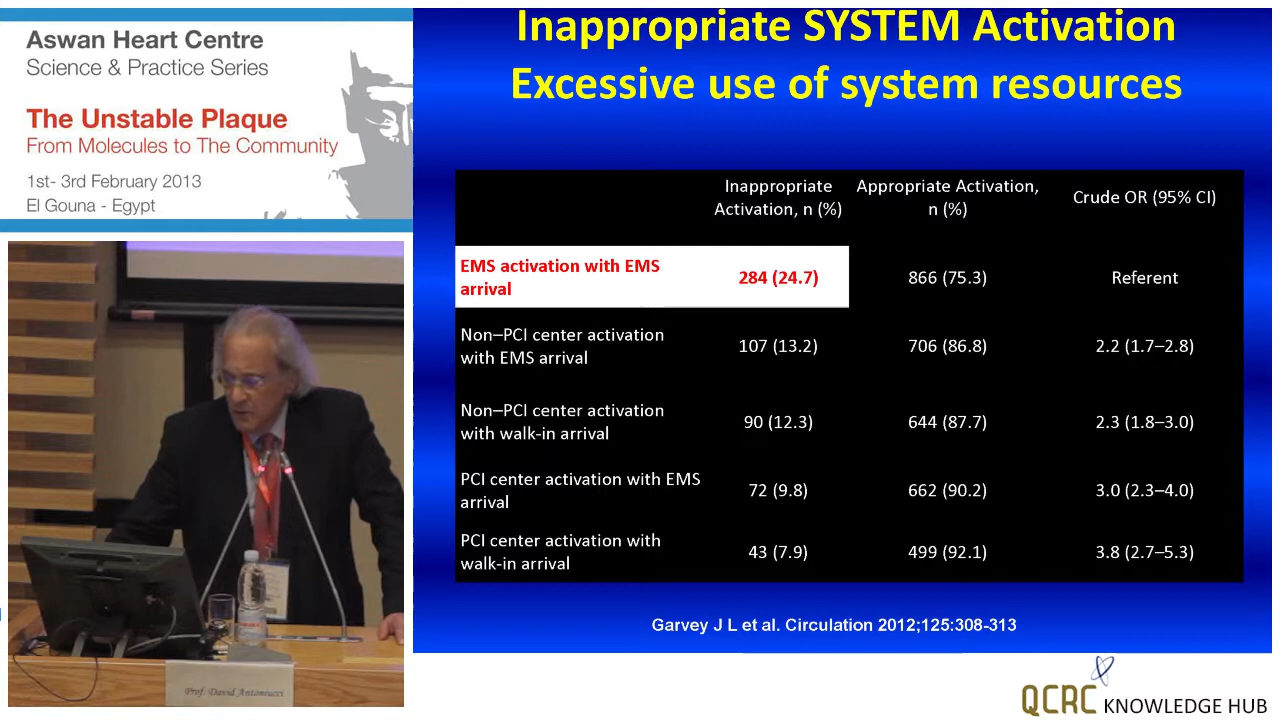 Aswan Heart Centre
Science & Practice Series
The Unstable Plaque
From Molecules to The Community
1st- 3rd February 2013
El Gouna - Egypt
Inappropriate SYSTEM Activation
Excessive use of system resources
Inappropriate
Activation, n (%)
Appropriate Activation,
n (%)
Crude OR (95% CI)
EMS activation with EMS
arrival
284 (24.7)
866 (75.3)
Referent
Non–PCI center activation
with EMS arrival
107 (13.2)
706 (86.8)
2.2 (1.7–2.8)
Non–PCI center activation
with walk-in arrival
90 (12.3)
644 (87.7)
2.3 (1.8–3.0)
PCI center activation with EMS
arrival
72 (9.8)
662 (90.2)
3.0 (2.3–4.0)
PCI center activation with
walk-in arrival
43 (7.9)
499 (92.1)
3.8 (2.7–5.3)
Garvey J L et al. Circulation 2012;125:308-313
Prof. David Antoniucci
QCRC KNOWLEDGE HUB